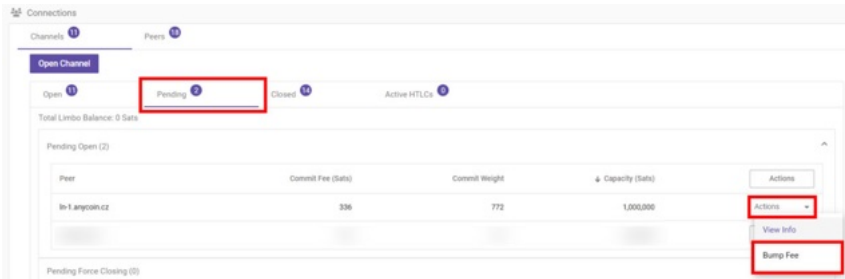 Connections
Channels 11 Peers 18
Open Channel
Open 11 Pending 2 Closed 14 Active HTLCs 0
Total Limbo Balance: 0 Sats
Pending Open (2)
Peer Commit Fee (Sats) Commit Weight ↓ Capacity (Sats) Actions
ln-1.anycoin.cz 336 772 1,000,000 Actions
View Info
Bump Fee
Pending Force Closing (0)